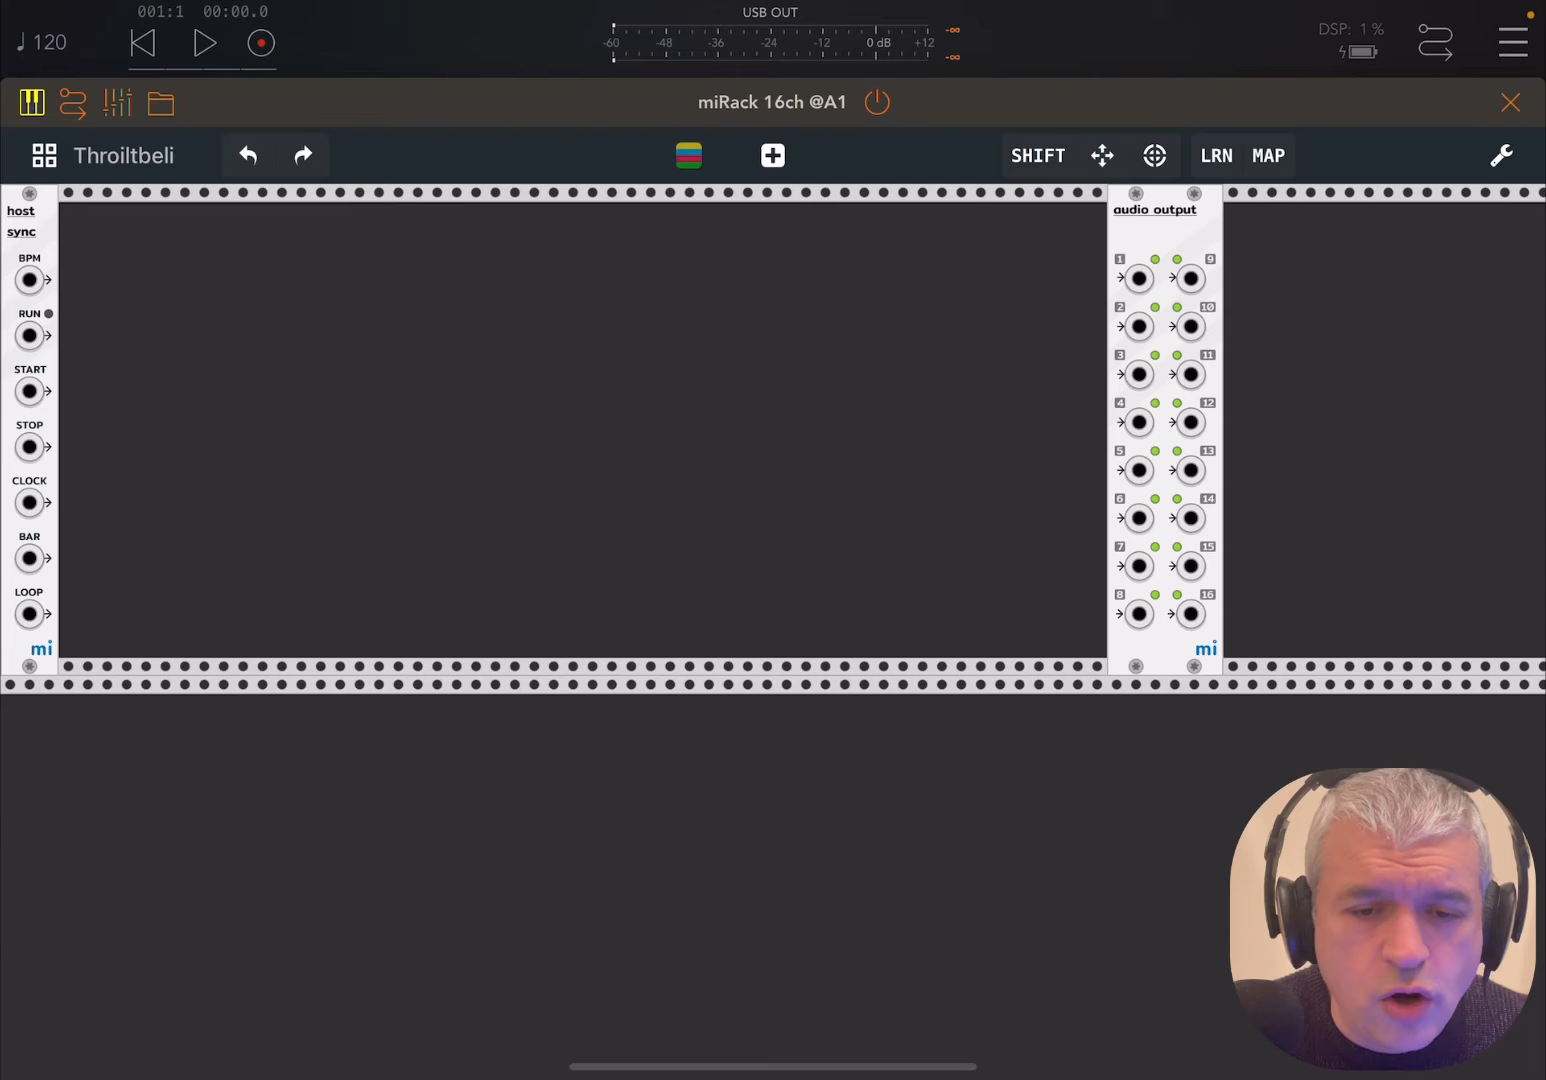 001:1 00:00.0
120
USB OUT
-60 -48 -36 -24 -12 0 dB +12
-∞
-∞
DSP: 1 %
miRack 16ch @A1
Throiltbeli
SHIFT
LRN MAP
host
sync
BPM
RUN
START
STOP
CLOCK
BAR
LOOP
mi
audio output
1 9
2 10
3 11
4 12
5 13
6 14
7 15
8 16
mi